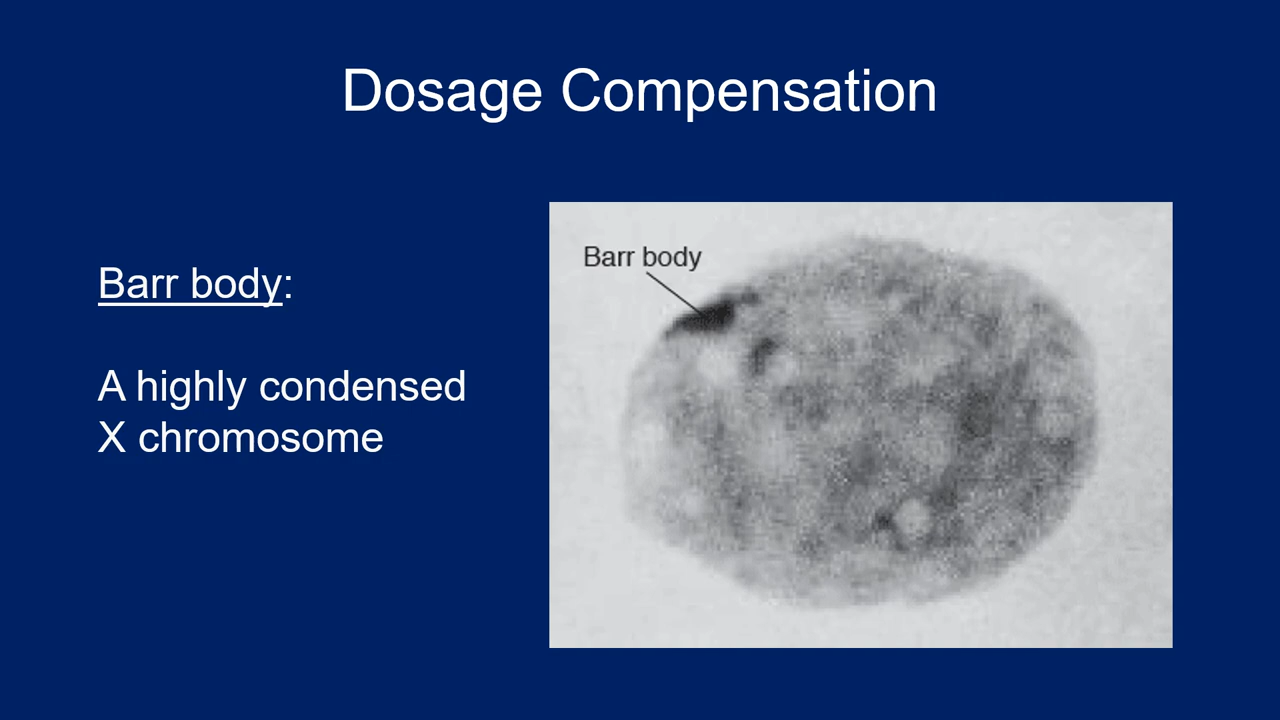 Dosage Compensation
Barr body:
A highly condensed
X chromosome
Barr body